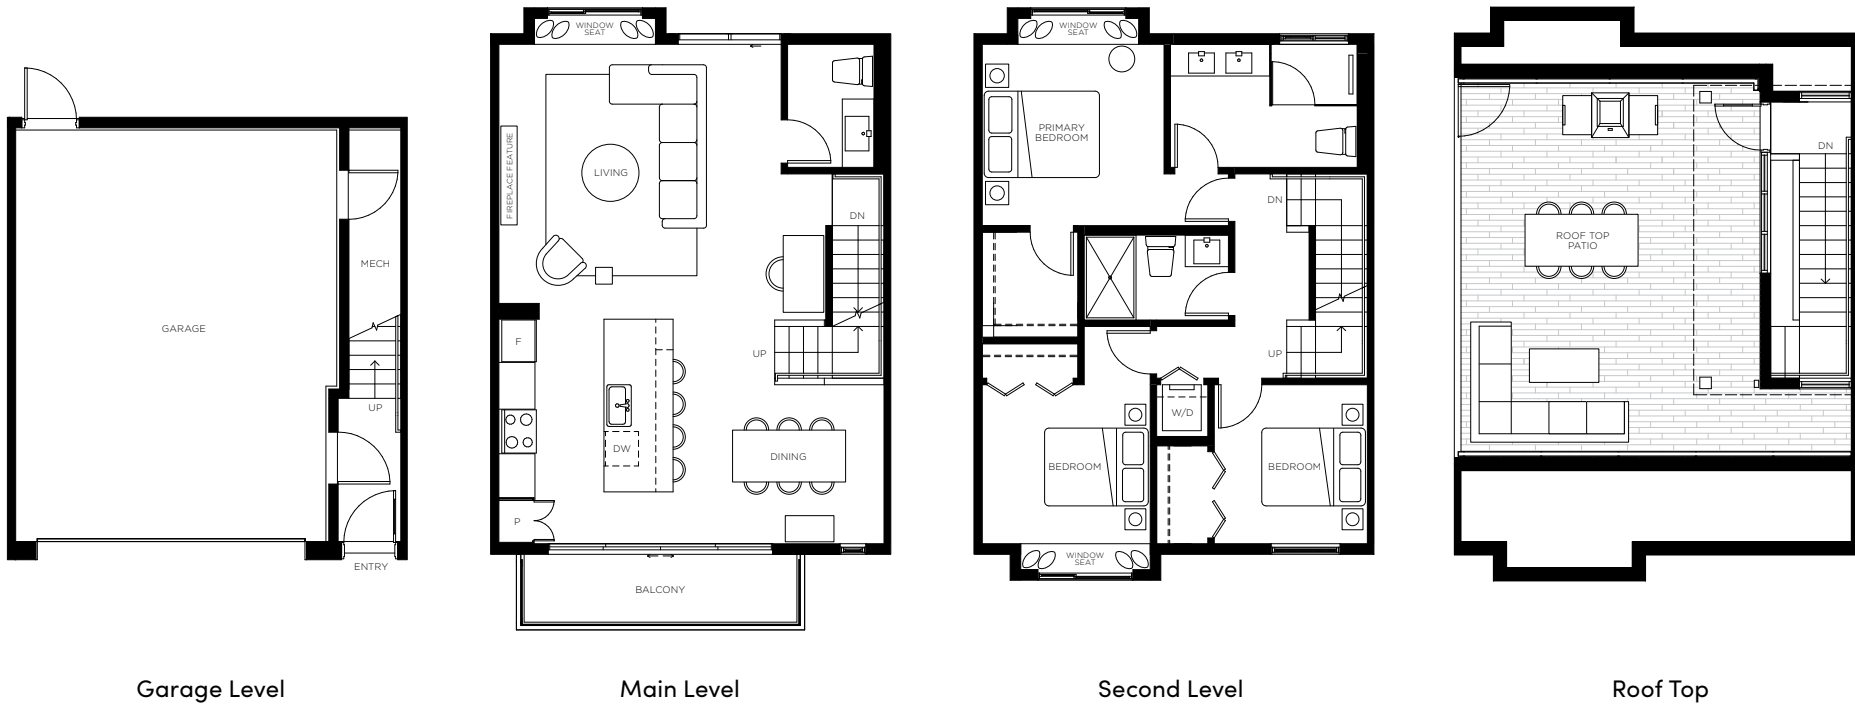 GARAGE
MECH
UP
ENTRY
Garage Level
WINDOW
SEAT
FIREPLACE FEATURE
LIVING
DN
UP
F
DW
DINING
P
BALCONY
Main Level
WINDOW
SEAT
PRIMARY
BEDROOM
DN
UP
W/D
BEDROOM
BEDROOM
WINDOW
SEAT
Second Level
DN
ROOF TOP
PATIO
Roof Top